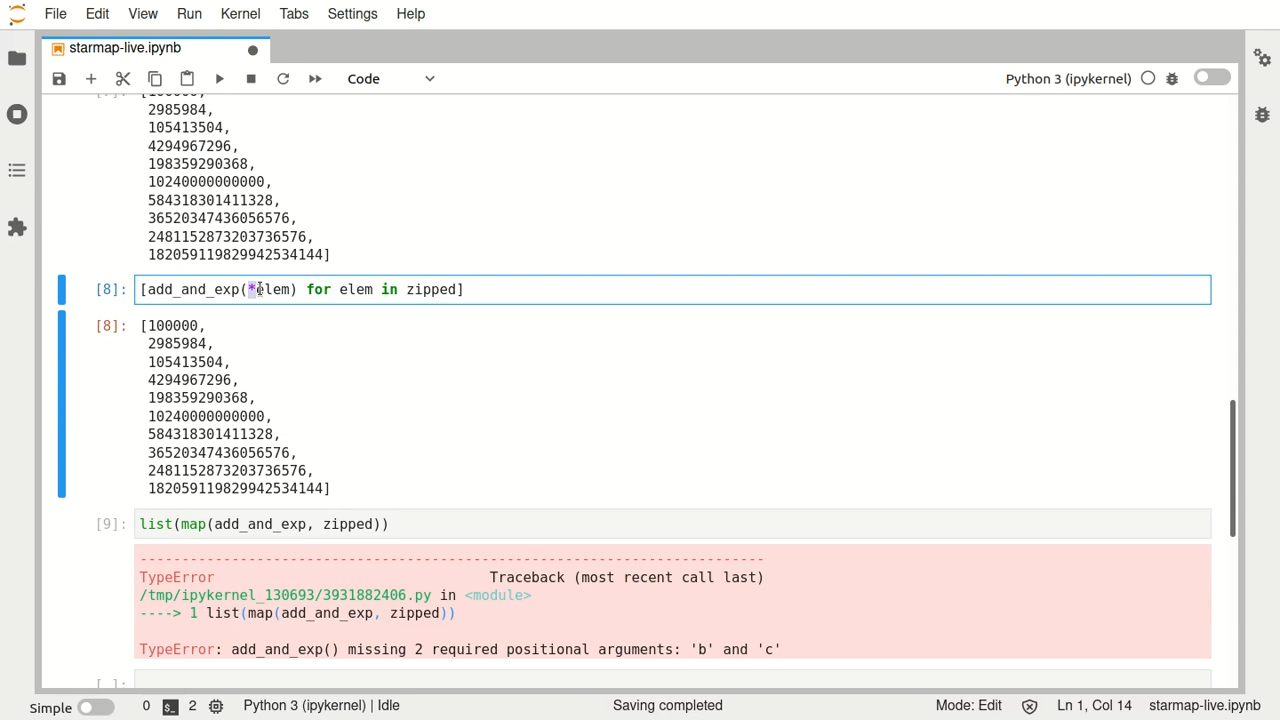 File Edit View Run Kernel Tabs Settings Help
starmap-live.ipynb
Code
Python 3 (ipykernel)
2985984,
105413504,
4294967296,
198359290368,
10240000000000,
584318301411328,
36520347436056576,
2481152873203736576,
182059119829942534144]
[8]: [add_and_exp(*elem) for elem in zipped]
[8]: [100000,
2985984,
105413504,
4294967296,
198359290368,
10240000000000,
584318301411328,
36520347436056576,
2481152873203736576,
182059119829942534144]
[9]: list(map(add_and_exp, zipped))
---------------------------------------------------------------------------
TypeError Traceback (most recent call last)
/tmp/ipykernel_130693/3931882406.py in <module>
----> 1 list(map(add_and_exp, zipped))
TypeError: add_and_exp() missing 2 required positional arguments: 'b' and 'c'
[ ]:
Simple 0 2 Python 3 (ipykernel) | Idle Saving completed Mode: Edit Ln 1, Col 14 starmap-live.ipynb